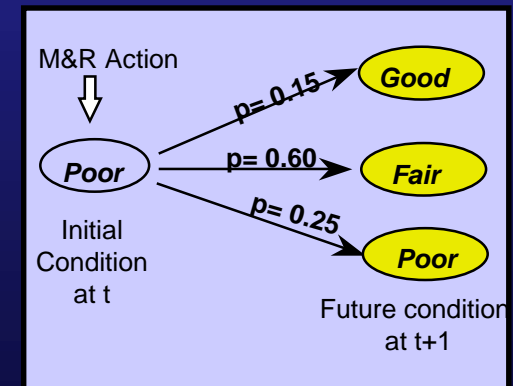 M&R Action
Good
p= 0.15
Poor
p= 0.60
Fair
p= 0.25
Initial
Condition
at t
Poor
Future condition
at t+1